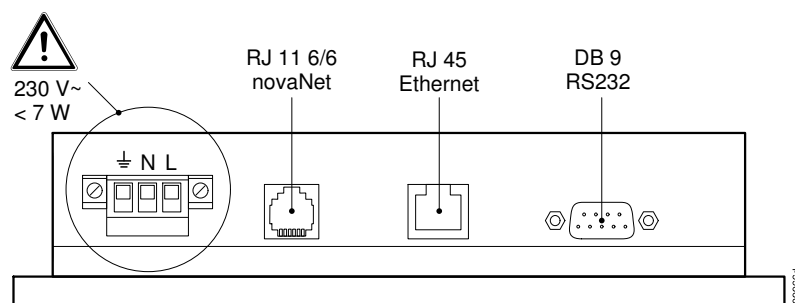 RJ 11 6/6
novaNet
RJ 45
Ethernet
DB 9
RS232
230 V~
< 7 W
N L